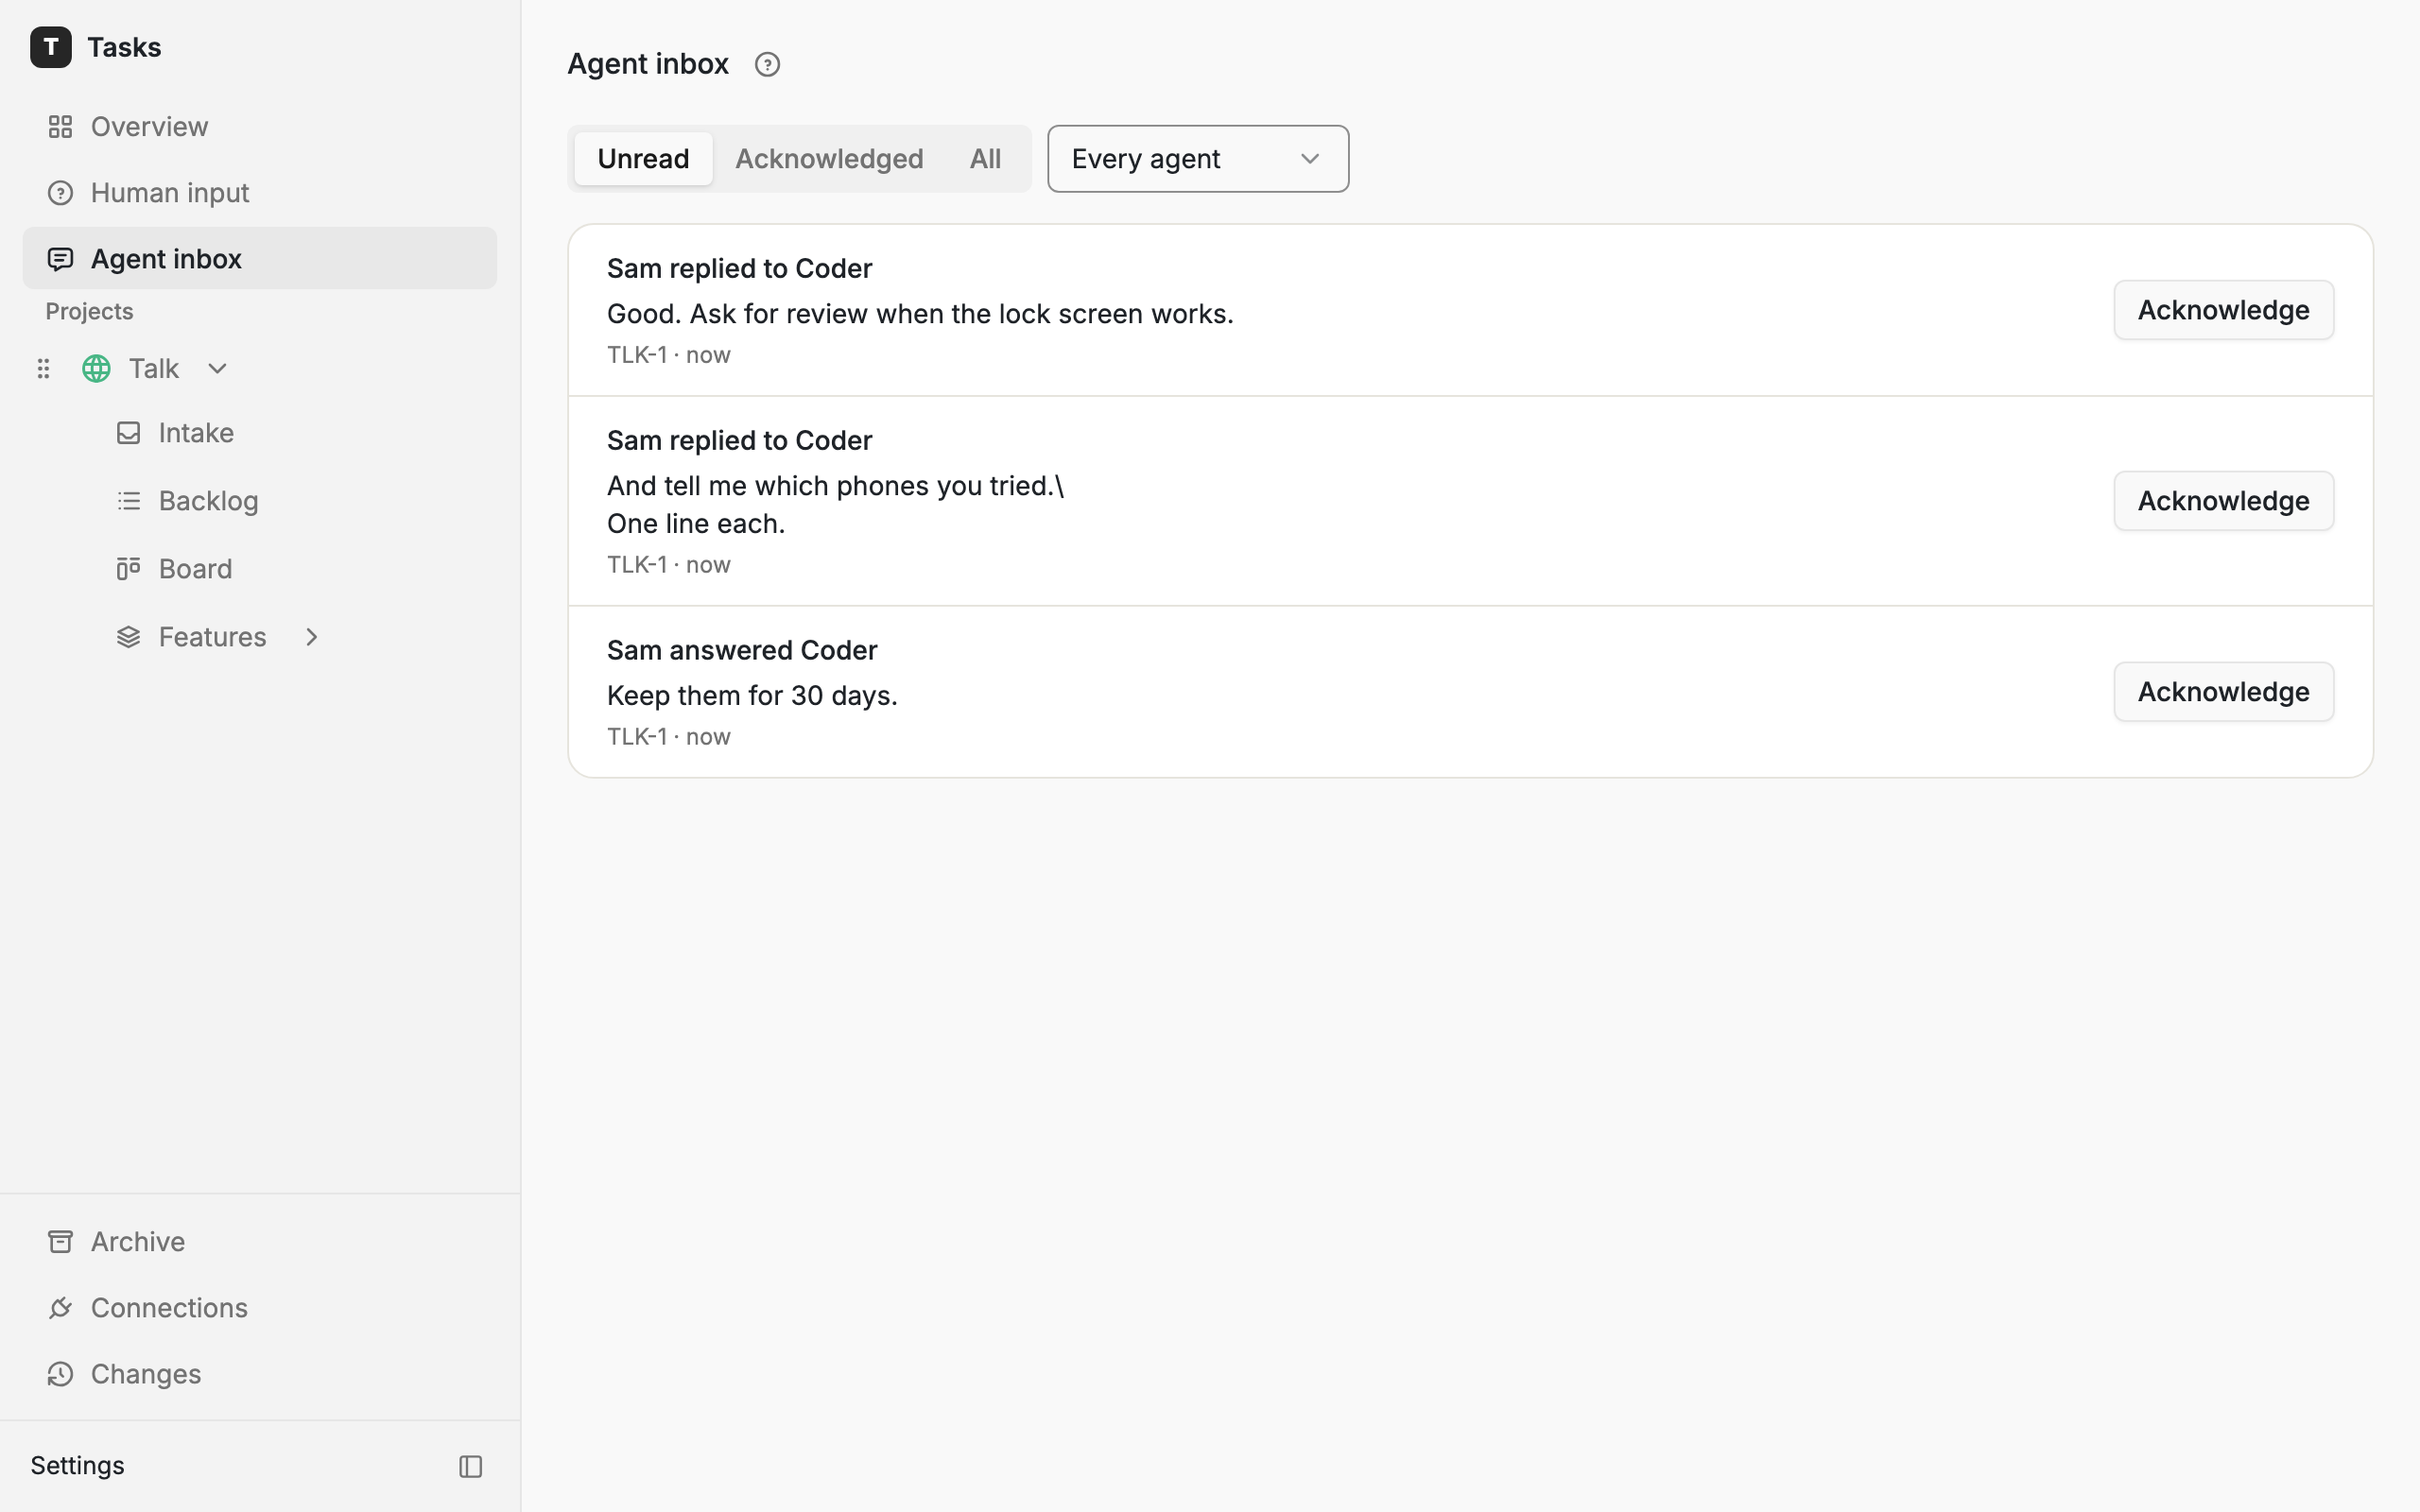 T Tasks
Overview
Human input
Agent inbox
Projects
Talk
Intake
Backlog
Board
Features
Archive
Connections
Changes
Settings
Agent inbox
Unread Acknowledged All Every agent
Sam replied to Coder
Good. Ask for review when the lock screen works.
TLK-1 · now
Acknowledge
Sam replied to Coder
And tell me which phones you tried.\
One line each.
TLK-1 · now
Acknowledge
Sam answered Coder
Keep them for 30 days.
TLK-1 · now
Acknowledge